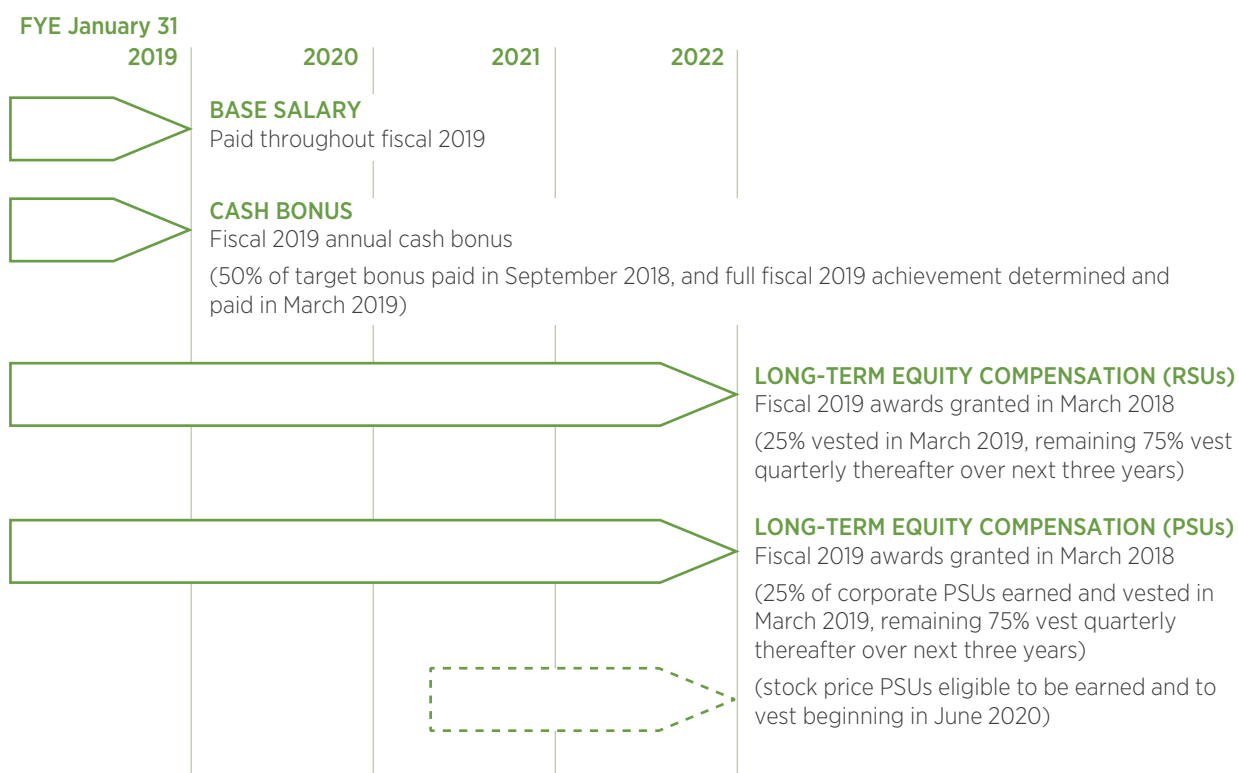 FYE January 31
2019 2020 2021 2022
BASE SALARY
Paid throughout fiscal 2019
CASH BONUS
Fiscal 2019 annual cash bonus
(50% of target bonus paid in September 2018, and full fiscal 2019 achievement determined and
paid in March 2019)
LONG-TERM EQUITY COMPENSATION (RSUs)
Fiscal 2019 awards granted in March 2018
(25% vested in March 2019, remaining 75% vest
quarterly thereafter over next three years)
LONG-TERM EQUITY COMPENSATION (PSUs)
Fiscal 2019 awards granted in March 2018
(25% of corporate PSUs earned and vested in
March 2019, remaining 75% vest quarterly
thereafter over next three years)
(stock price PSUs eligible to be earned and to
vest beginning in June 2020)